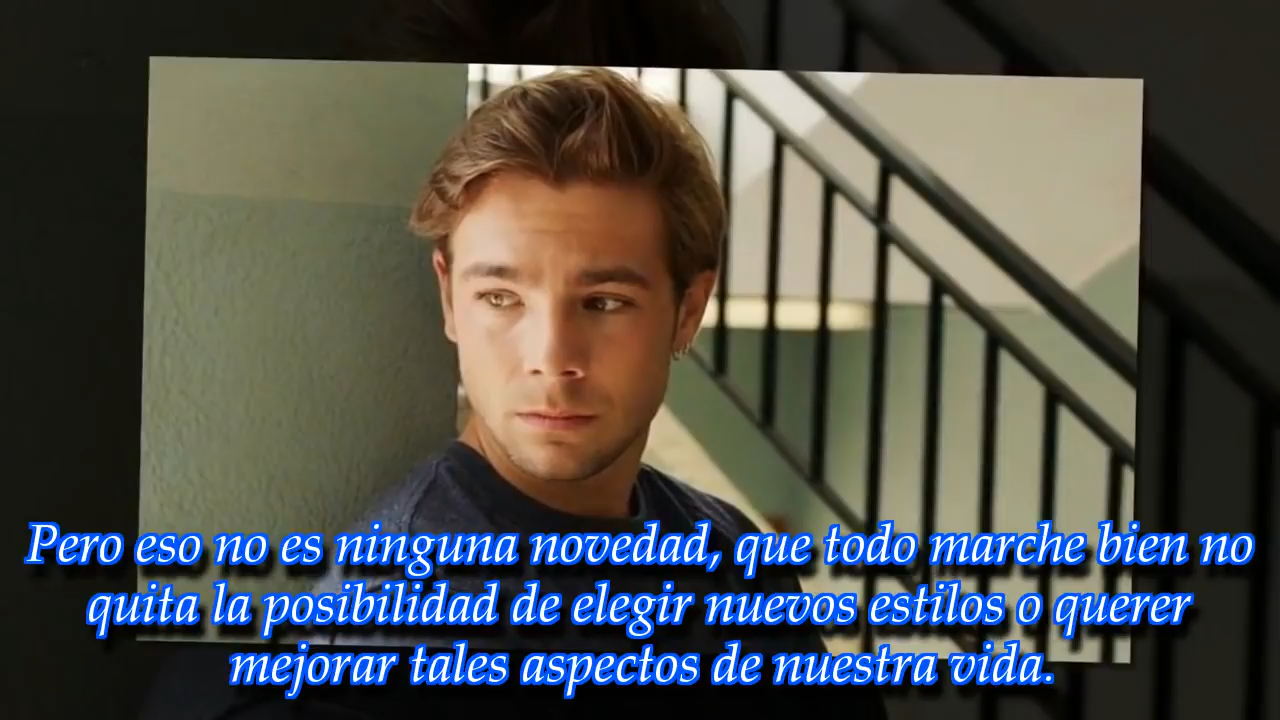 Pero eso no es ninguna novedad, que todo marche bien no
quita la posibilidad de elegir nuevos estilos o querer
mejorar tales aspectos de nuestra vida.